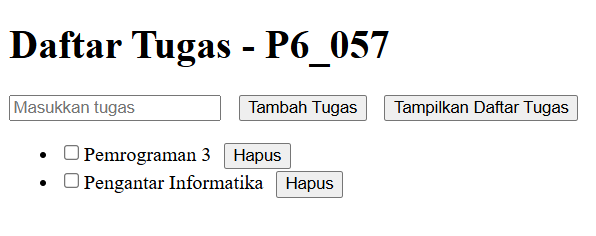 Daftar Tugas - P6_057
Masukkan tugas Tambah Tugas Tampilkan Daftar Tugas
Pemrograman 3 Hapus
Pengantar Informatika Hapus